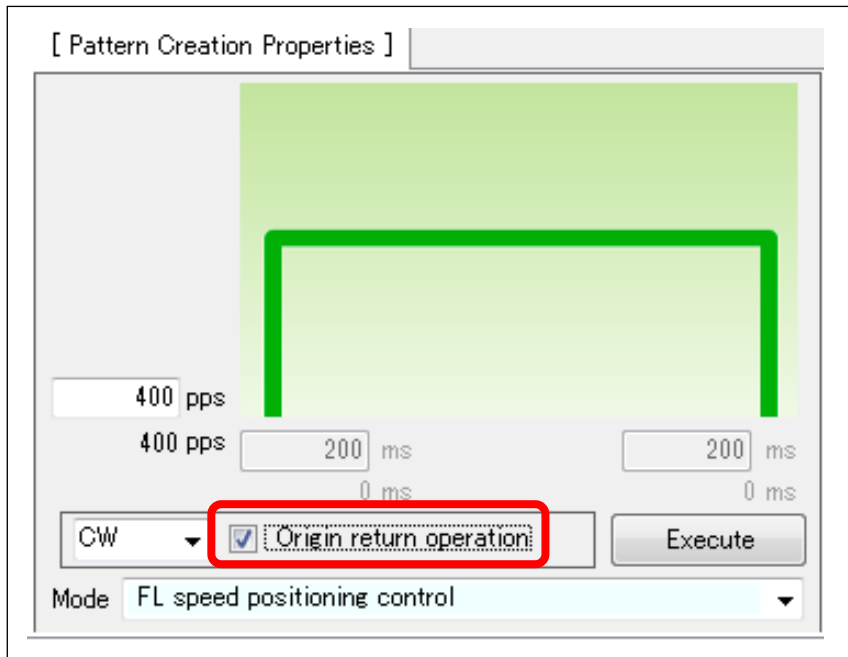 [ Pattern Creation Properties ]
400 pps
400 pps
200 ms 200 ms
0 ms 0 ms
CW Origin return operation Execute
Mode FL speed positioning control